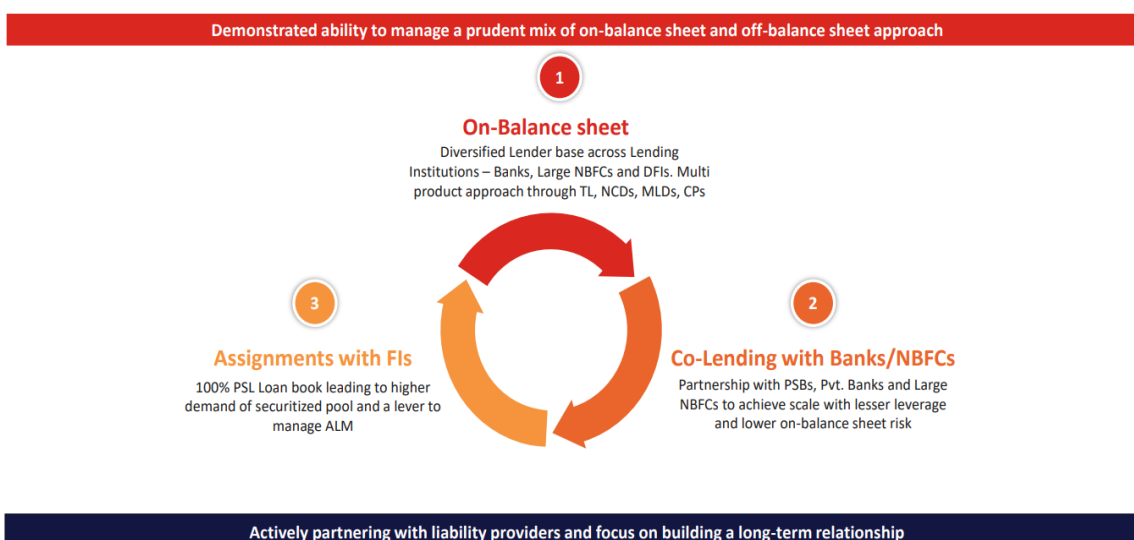 Demonstrated ability to manage a prudent mix of on-balance sheet and off-balance sheet approach
1
On-Balance sheet
Diversified Lender base across Lending
Institutions – Banks, Large NBFCs and DFIs. Multi
product approach through TL, NCDs, MLDs, CPs
3
Assignments with FIs
100% PSL Loan book leading to higher
demand of securitized pool and a lever to
manage ALM
2
Co-Lending with Banks/NBFCs
Partnership with PSBs, Pvt. Banks and Large
NBFCs to achieve scale with lesser leverage
and lower on-balance sheet risk
Actively partnering with liability providers and focus on building a long-term relationship